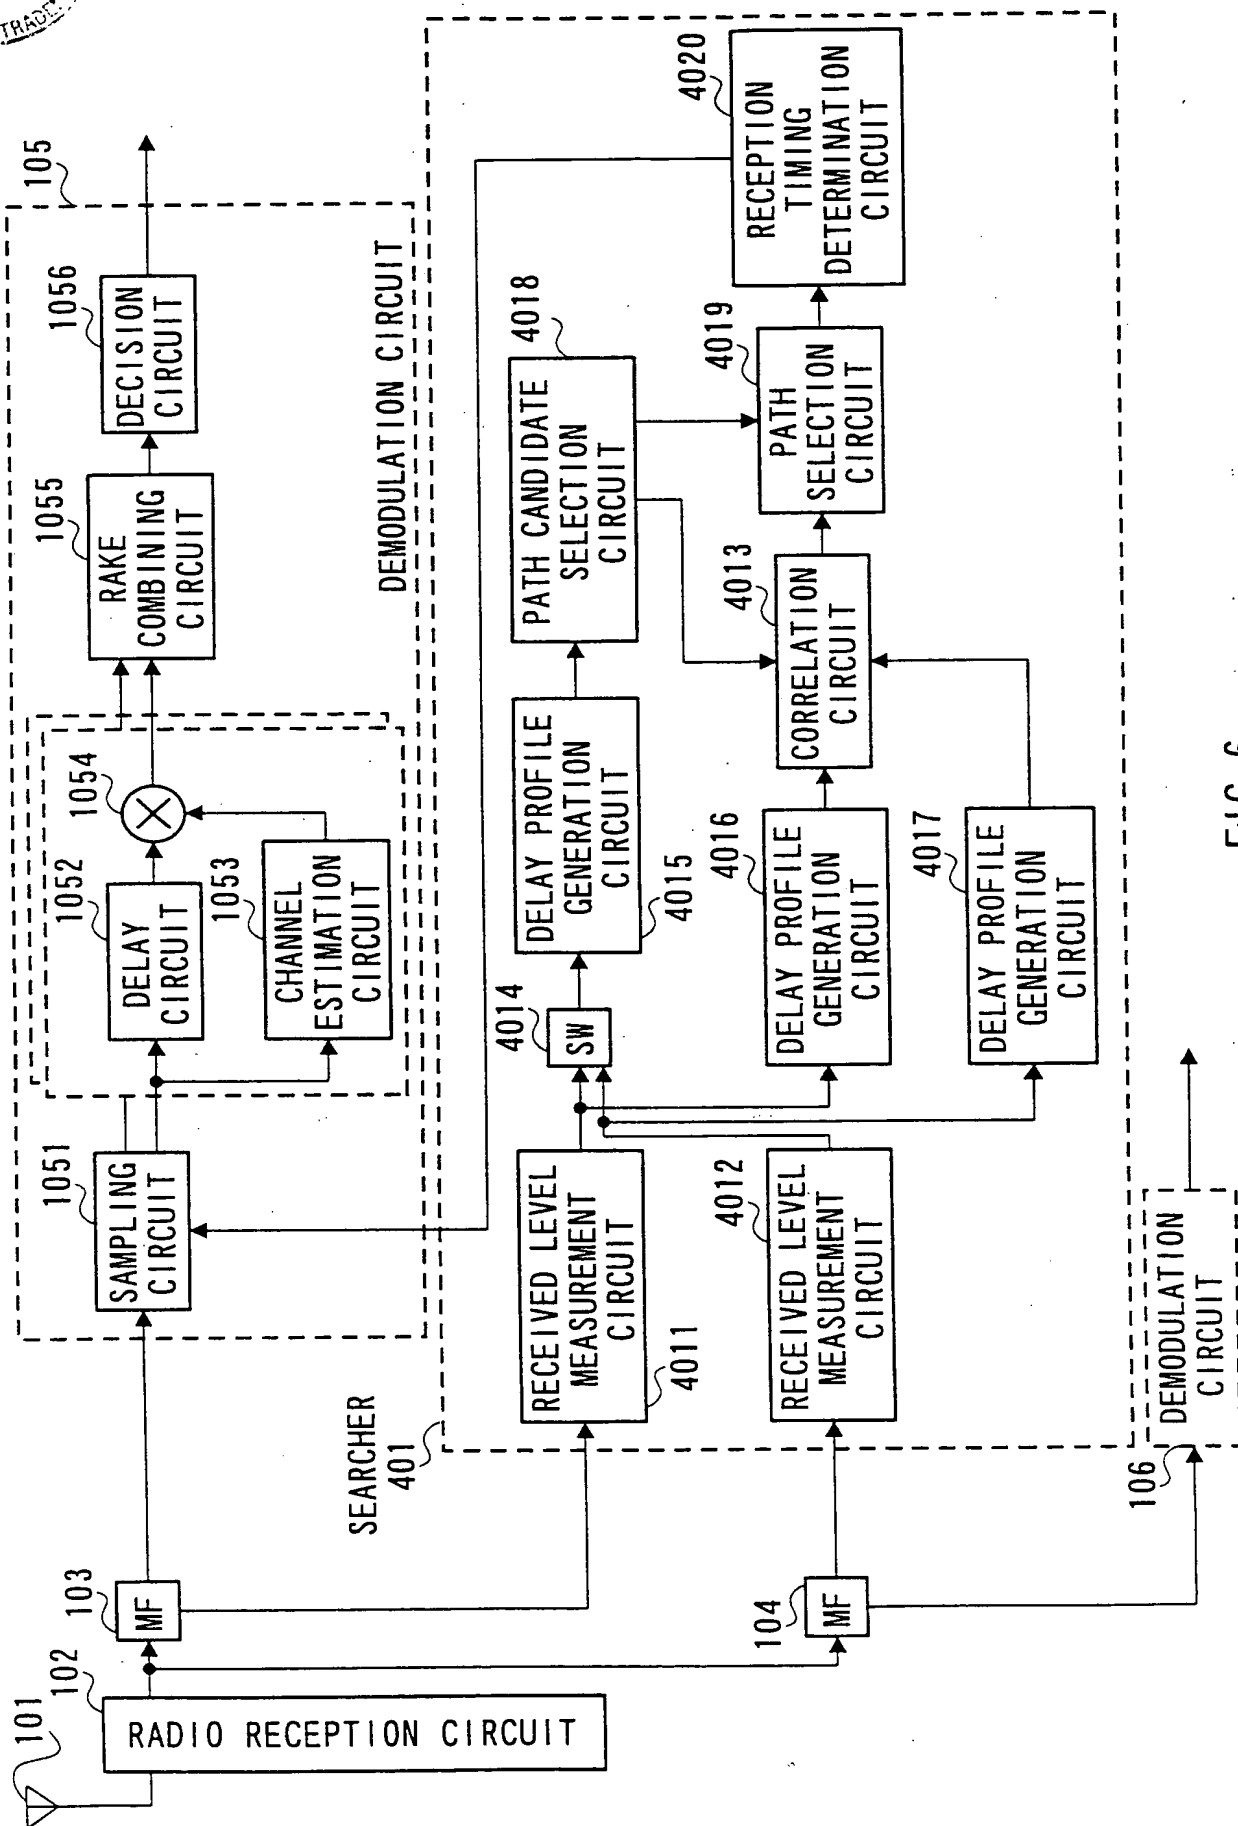 TRADE
101
102
RADIO RECEPTION CIRCUIT
103
MF
104
MF
105
DEMODULATION CIRCUIT
1051
SAMPLING
CIRCUIT
1052
DELAY
CIRCUIT
1053
CHANNEL
ESTIMATION
CIRCUIT
1054
1055
RAKE
COMBINING
CIRCUIT
1056
DECISION
CIRCUIT
SEARCHER
401
RECEIVED LEVEL
MEASUREMENT
CIRCUIT
4011
4012
RECEIVED LEVEL
MEASUREMENT
CIRCUIT
4014
SW
DELAY PROFILE
GENERATION
CIRCUIT
4015
4016
DELAY PROFILE
GENERATION
CIRCUIT
4017
DELAY PROFILE
GENERATION
CIRCUIT
4018
PATH CANDIDATE
SELECTION
CIRCUIT
4013
CORRELATION
CIRCUIT
4019
PATH
SELECTION
CIRCUIT
4020
RECEPTION
TIMING
DETERMINATION
CIRCUIT
106
DEMODULATION
CIRCUIT